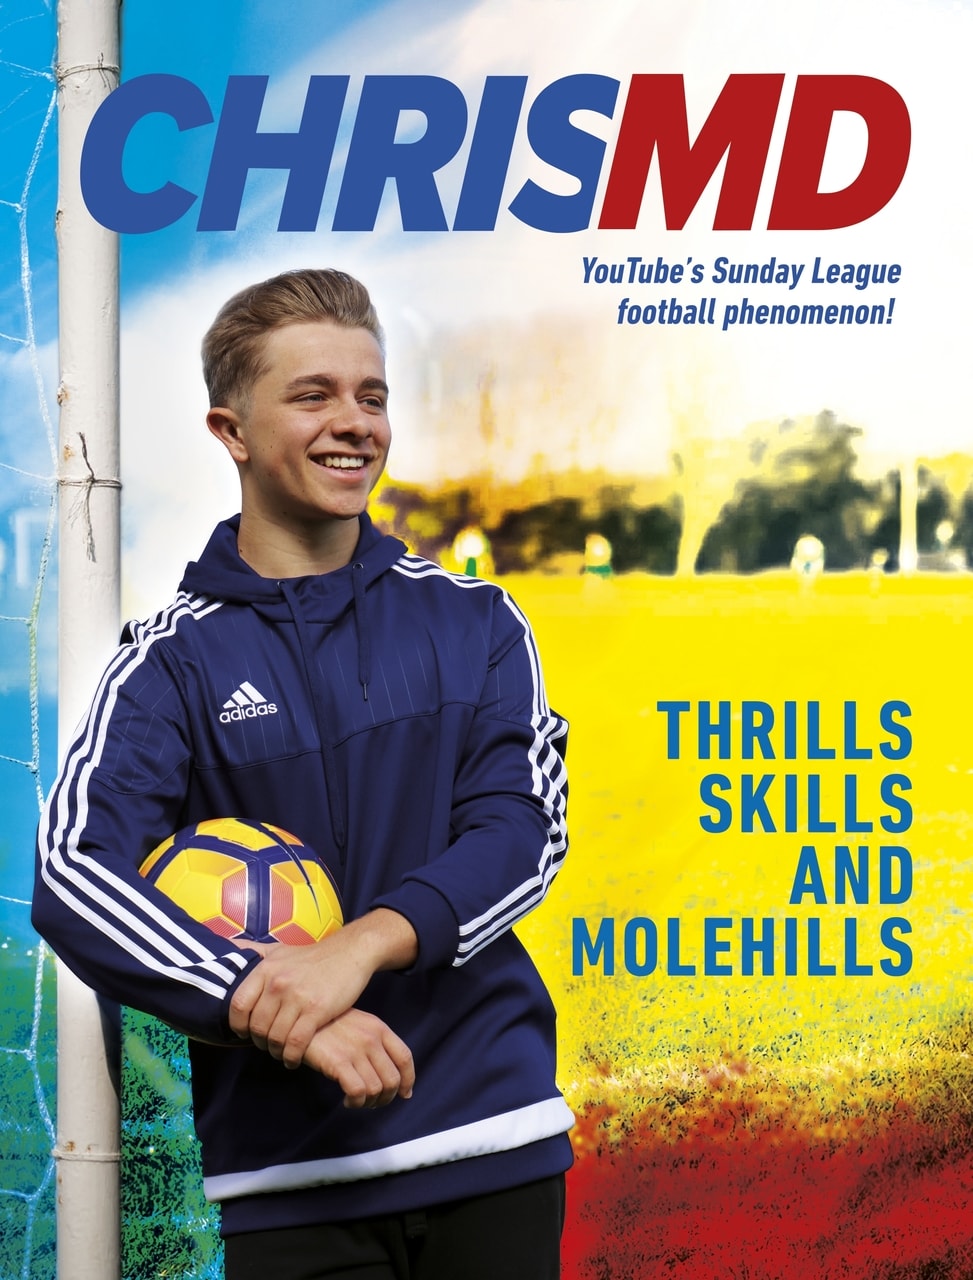 CHRISMD
YouTube's Sunday League
football phenomenon!
adidas
THRILLS
SKILLS
AND
MOLEHILLS